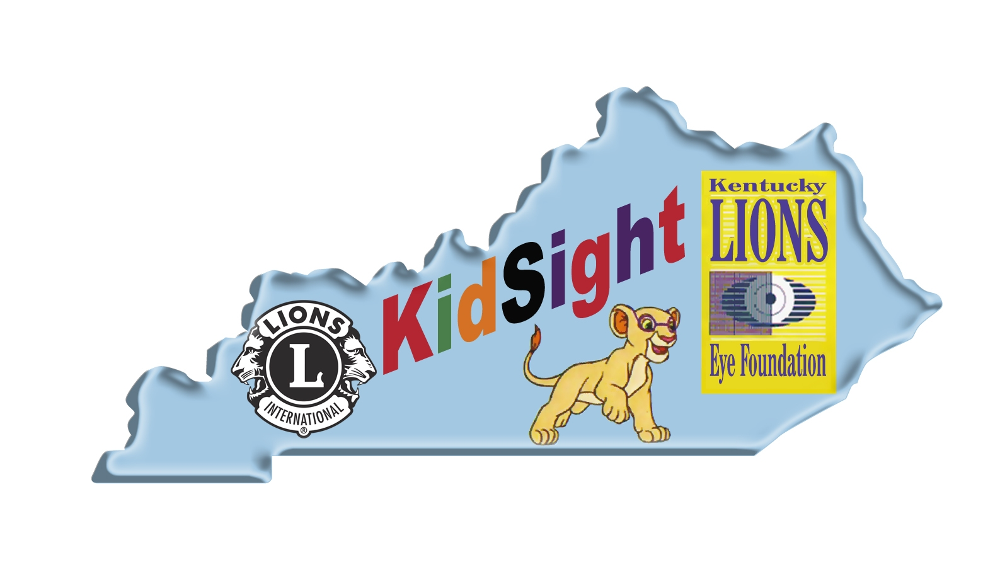 LIONS
L
INTERNATIONAL
®
KidSight
Kentucky
LIONS
Eye Foundation